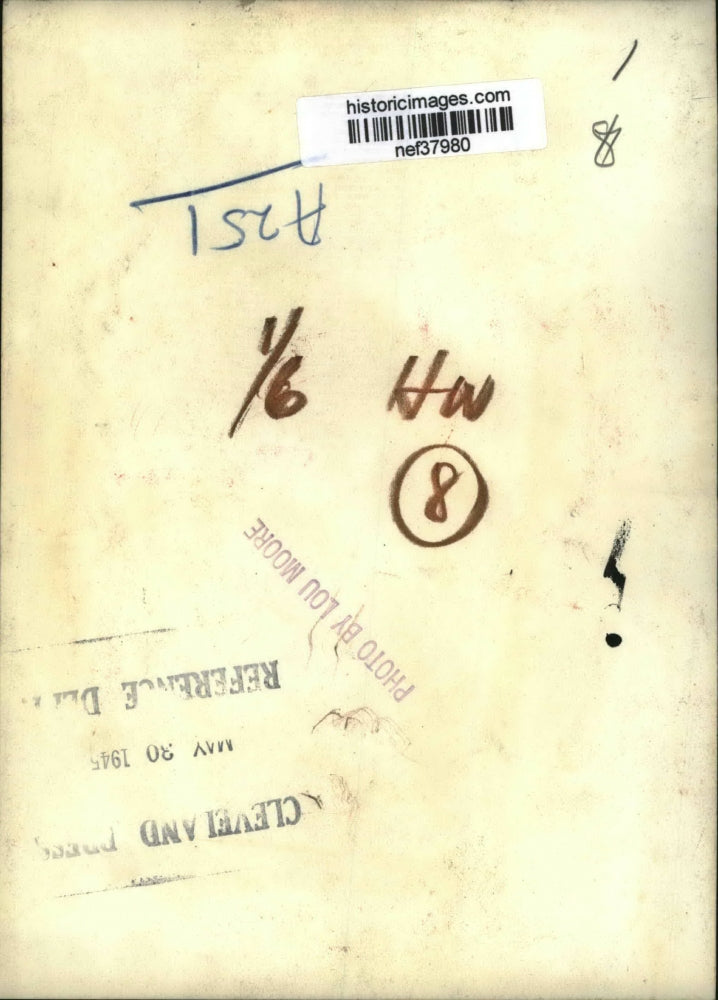 historicimages.com
nef37980
/
8
A251
1/6 HW
8
PHOTO BY LOU MOORE
CLEVELAND PRESS
MAY 30 1945
REFERENCE DEPT.